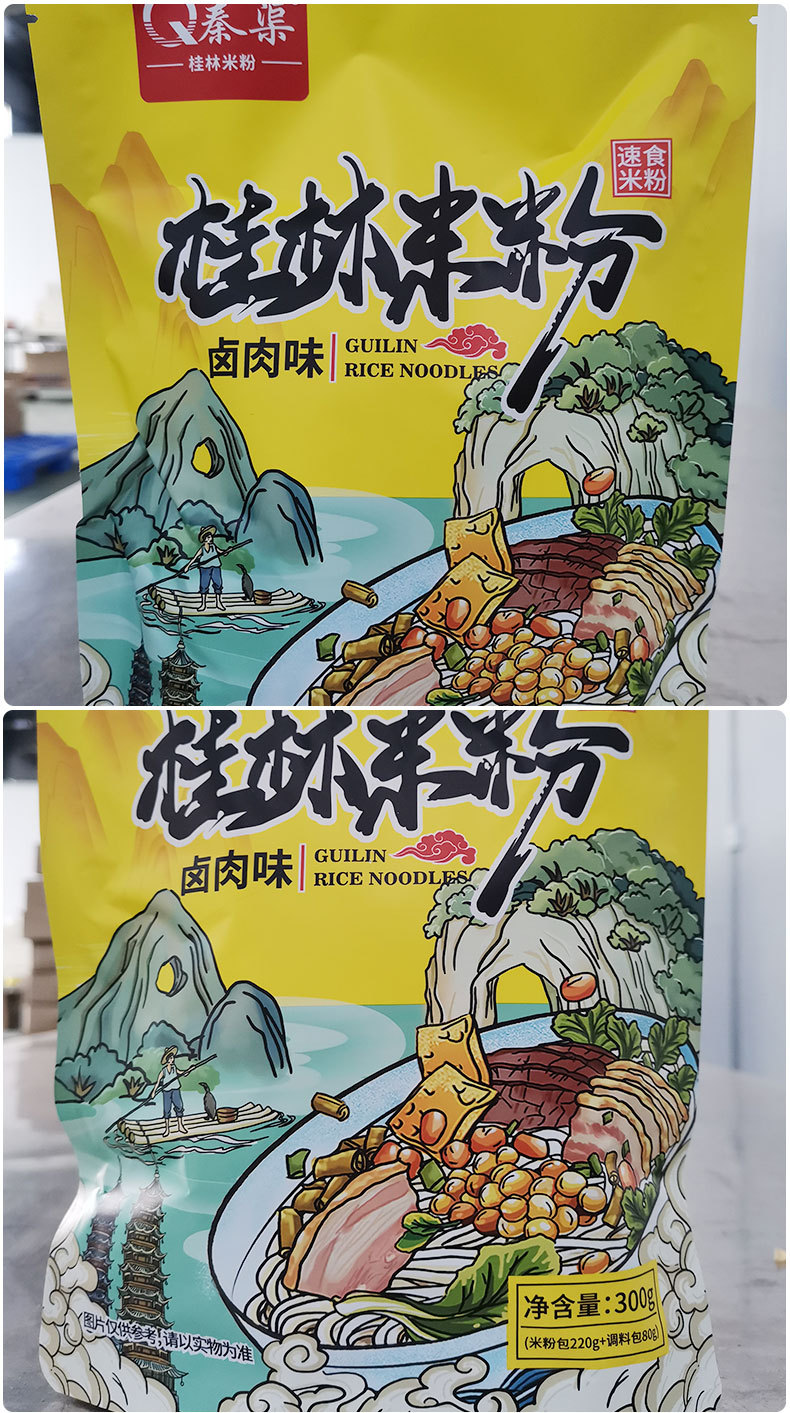 Q秦渠
桂林米粉
速食
米粉
桂林米粉
卤肉味
GUILIN
RICE NOODLES
桂林米粉
卤肉味
GUILIN
RICE NOODLES
净含量:300g
(米粉包220g+调料包80g)
图片仅供参考,请以实物为准